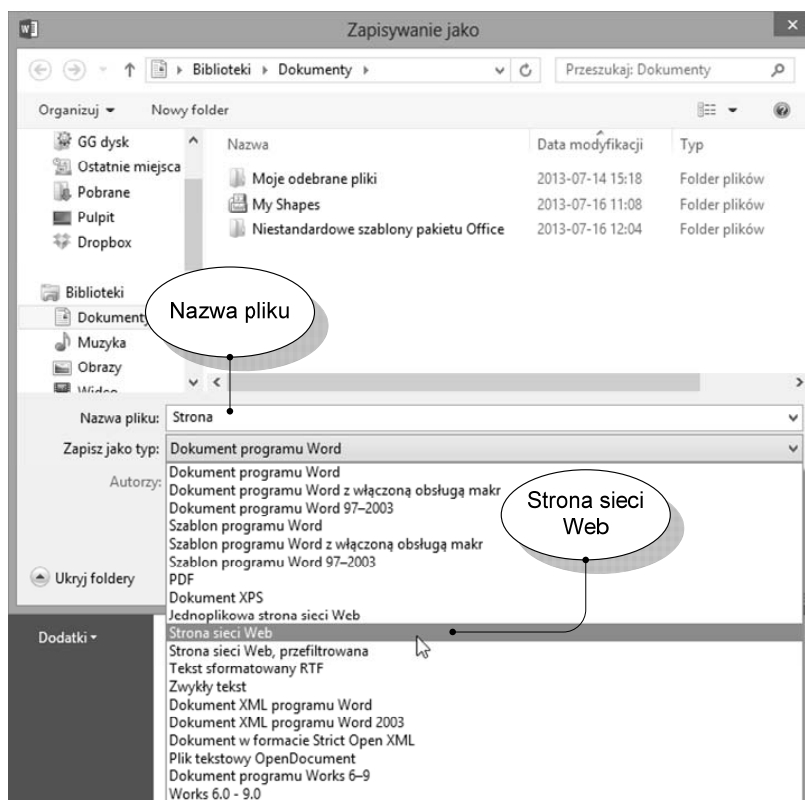 Zapisywanie jako
Biblioteki Dokumenty Przeszukaj: Dokumenty
Organizuj Nowy folder
GG dysk
Ostatnie miejsca
Pobrane
Pulpit
Dropbox
Biblioteki
Dokumenty
Muzyka
Obrazy
Wideo
Nazwa Data modyfikacji Typ
Moje odebrane pliki 2013-07-14 15:18 Folder plików
My Shapes 2013-07-16 11:08 Folder plików
Niestandardowe szablony pakietu Office 2013-07-16 12:04 Folder plików
Nazwa pliku
Nazwa pliku: Strona
Zapisz jako typ: Dokument programu Word
Autorzy:
Dokument programu Word
Dokument programu Word z włączoną obsługą makr
Dokument programu Word 97–2003
Szablon programu Word
Szablon programu Word z włączoną obsługą makr
Szablon programu Word 97–2003
PDF
Dokument XPS
Jednoplikowa strona sieci Web
Strona sieci Web
Strona sieci Web, przefiltrowana
Tekst sformatowany RTF
Zwykły tekst
Dokument XML programu Word
Dokument XML programu Word 2003
Dokument w formacie Strict Open XML
Plik tekstowy OpenDocument
Dokument programu Works 6–9
Works 6.0 - 9.0
Strona sieci
Web
Ukryj foldery
Dodatki